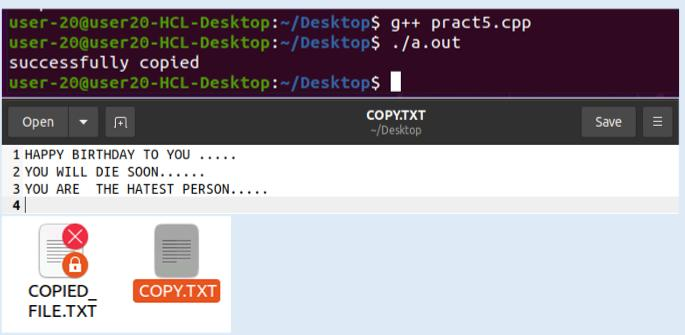 user-20@user20-HCL-Desktop:~/Desktop$ g++ pract5.cpp
user-20@user20-HCL-Desktop:~/Desktop$ ./a.out
successfully copied
user-20@user20-HCL-Desktop:~/Desktop$
Open
COPY.TXT
~/Desktop
Save
1 HAPPY BIRTHDAY TO YOU .....
2 YOU WILL DIE SOON......
3 YOU ARE  THE HATEST PERSON.....
4
COPIED_
FILE.TXT
COPY.TXT